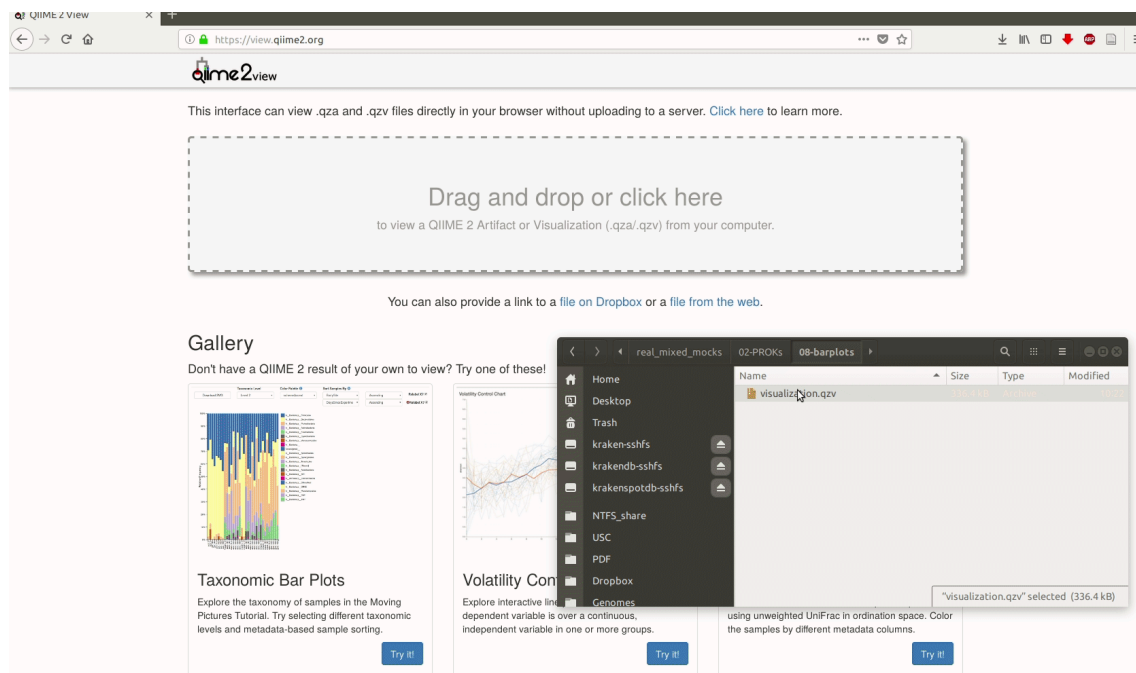 QIIME 2 View × +
https://view.qiime2.org ABP
qiime2view
This interface can view .qza and .qzv files directly in your browser without uploading to a server. Click here to learn more.
Drag and drop or click here
to view a QIIME 2 Artifact or Visualization (.qza/.qzv) from your computer.
You can also provide a link to a file on Dropbox or a file from the web.
Gallery
Don't have a QIIME 2 result of your own to view? Try one of these!
Taxonomic Bar Plots
Explore the taxonomy of samples in the Moving
Pictures Tutorial. Try selecting different taxonomic
levels and metadata-based sample sorting.
Try it!
Volatility Control Chart
Volatility Con
Explore interactive line
dependent variable is over a continuous,
independent variable in one or more groups.
Try it!
using unweighted UniFrac in ordination space. Color
the samples by different metadata columns.
Try it!
real_mixed_mocks 02-PROKs 08-barplots
Home
Desktop
Trash
kraken-sshfs
krakendb-sshfs
krakenspotdb-sshfs
NTFS_share
USC
PDF
Dropbox
Genomes
Name Size Type Modified
visualization.qzv
"visualization.qzv" selected (336.4 kB)